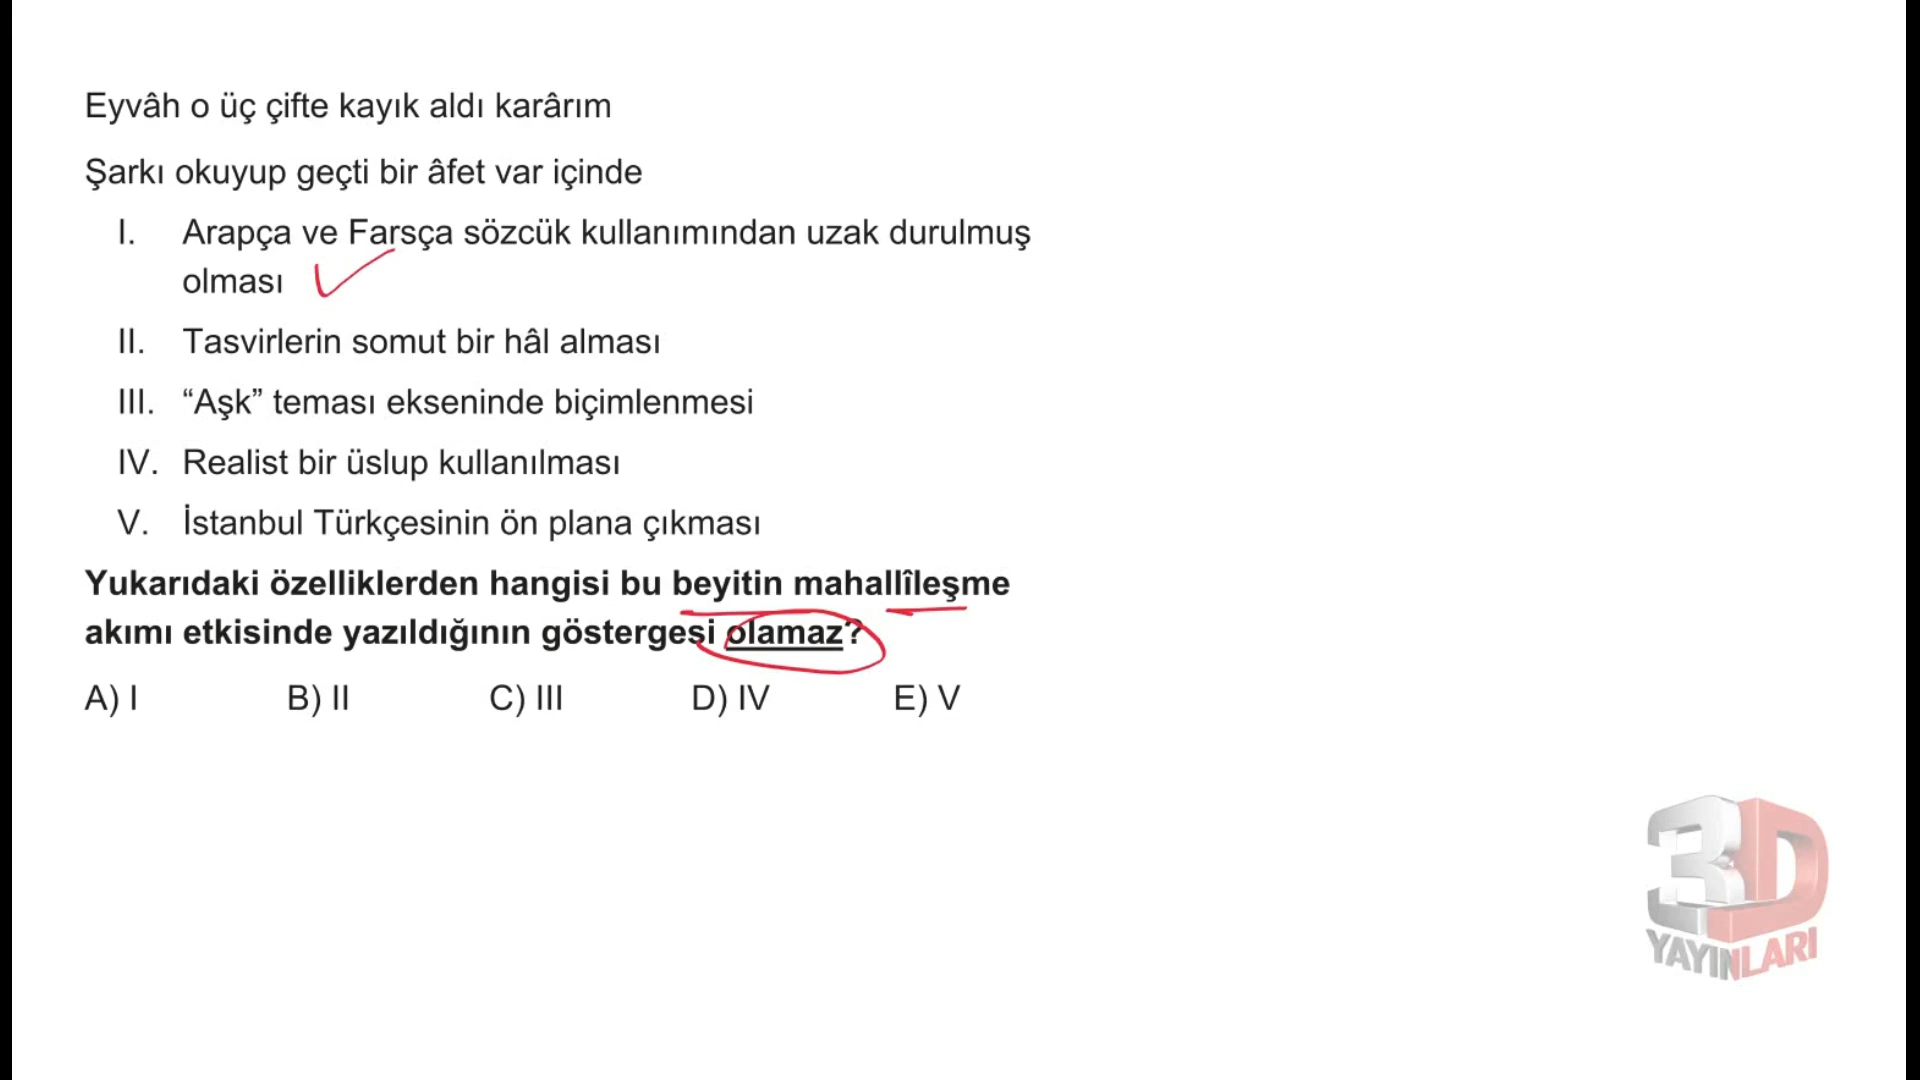 Eyvâh o üç çifte kayık aldı karârım
Şarkı okuyup geçti bir âfet var içinde
I. Arapça ve Farsça sözcük kullanımından uzak durulmuş
olması
II. Tasvirlerin somut bir hâl alması
III. “Aşk” teması ekseninde biçimlenmesi
IV. Realist bir üslup kullanılması
V. İstanbul Türkçesinin ön plana çıkması
Yukarıdaki özelliklerden hangisi bu beyitin mahallîleşme
akımı etkisinde yazıldığının göstergesi olamaz?
A) I B) II C) III D) IV E) V
3D
YAYINLARI